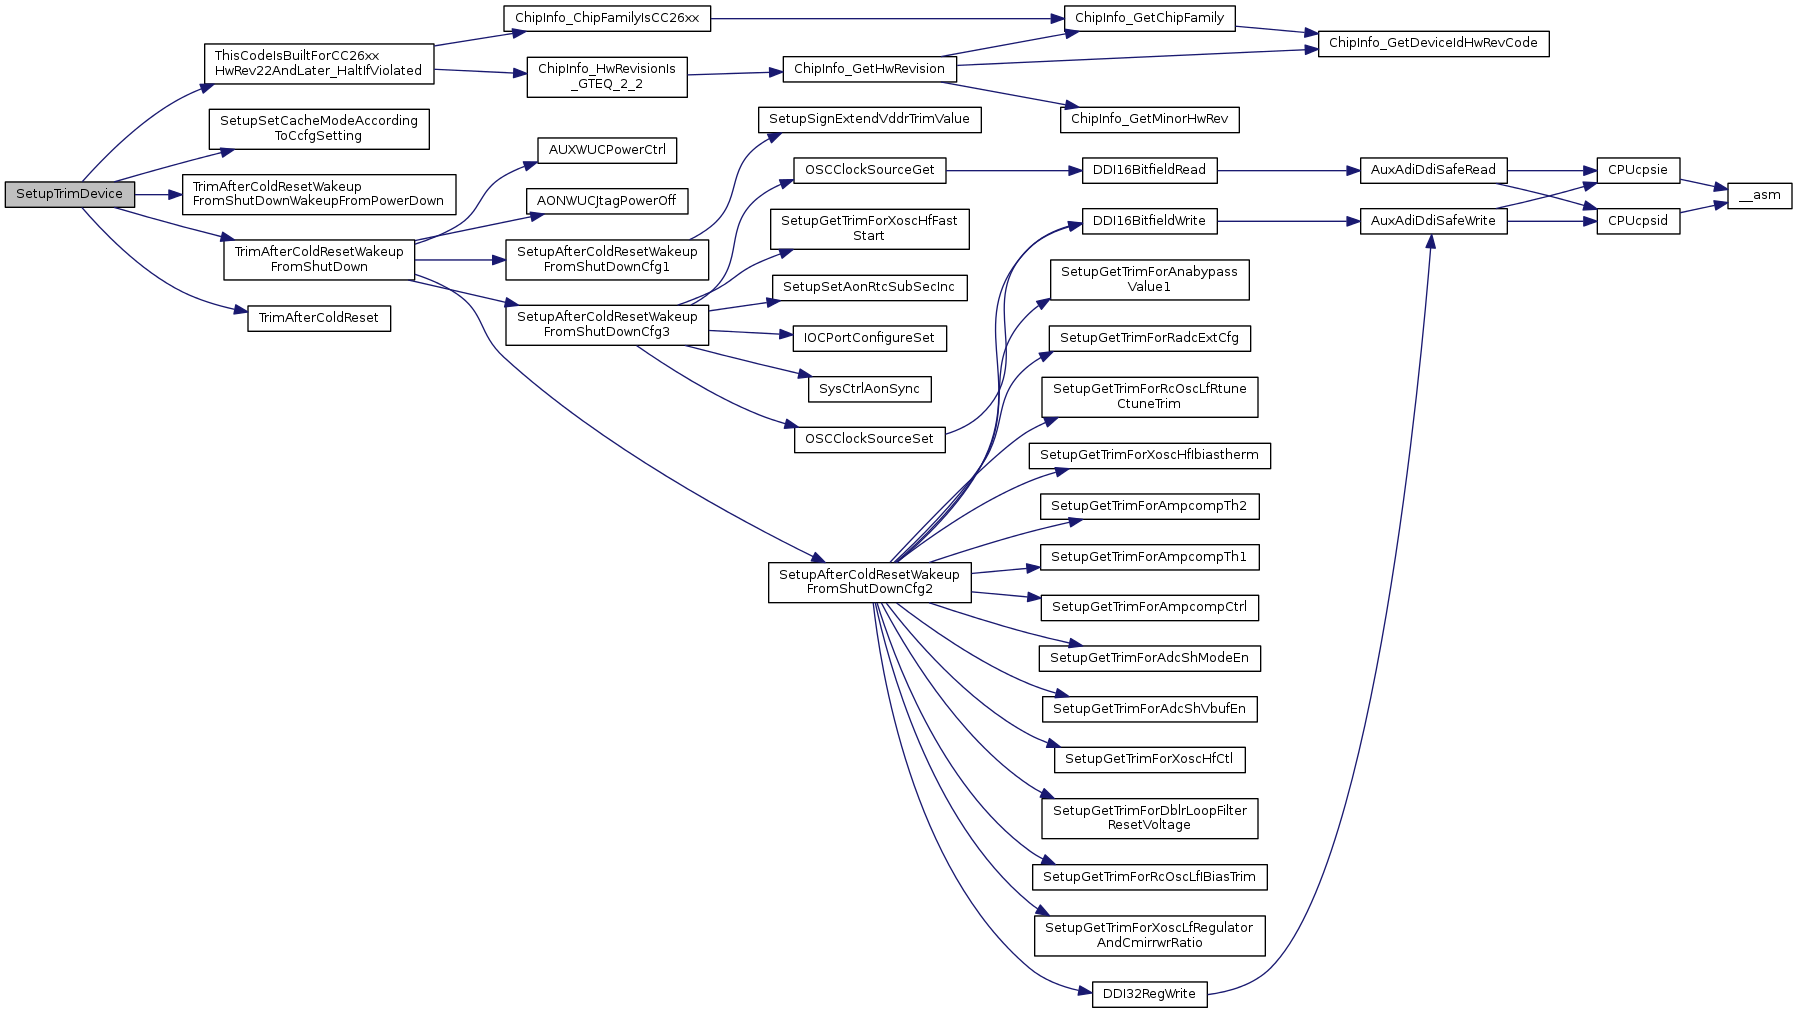 SetupTrimDevice
ThisCodeIsBuiltForCC26xx
HwRev22AndLater_HaltIfViolated
SetupSetCacheModeAccording
ToCcfgSetting
TrimAfterColdResetWakeup
FromShutDownWakeupFromPowerDown
TrimAfterColdResetWakeup
FromShutDown
TrimAfterColdReset
ChipInfo_ChipFamilyIsCC26xx
ChipInfo_HwRevisionIs
_GTEQ_2_2
AUXWUCPowerCtrl
AONWUCJtagPowerOff
SetupAfterColdResetWakeup
FromShutDownCfg1
SetupAfterColdResetWakeup
FromShutDownCfg3
ChipInfo_GetHwRevision
SetupSignExtendVddrTrimValue
OSCClockSourceGet
SetupGetTrimForXoscHfFast
Start
SetupSetAonRtcSubSecInc
IOCPortConfigureSet
SysCtrlAonSync
OSCClockSourceSet
SetupAfterColdResetWakeup
FromShutDownCfg2
ChipInfo_GetChipFamily
ChipInfo_GetMinorHwRev
DDI16BitfieldRead
DDI16BitfieldWrite
SetupGetTrimForAnabypass
Value1
SetupGetTrimForRadcExtCfg
SetupGetTrimForRcOscLfRtune
CtuneTrim
SetupGetTrimForXoscHfIbiastherm
SetupGetTrimForAmpcompTh2
SetupGetTrimForAmpcompTh1
SetupGetTrimForAmpcompCtrl
SetupGetTrimForAdcShModeEn
SetupGetTrimForAdcShVbufEn
SetupGetTrimForXoscHfCtl
SetupGetTrimForDblrLoopFilter
ResetVoltage
SetupGetTrimForRcOscLfIBiasTrim
SetupGetTrimForXoscLfRegulator
AndCmirrwrRatio
DDI32RegWrite
ChipInfo_GetDeviceIdHwRevCode
AuxAdiDdiSafeRead
AuxAdiDdiSafeWrite
CPUcpsie
CPUcpsid
__asm